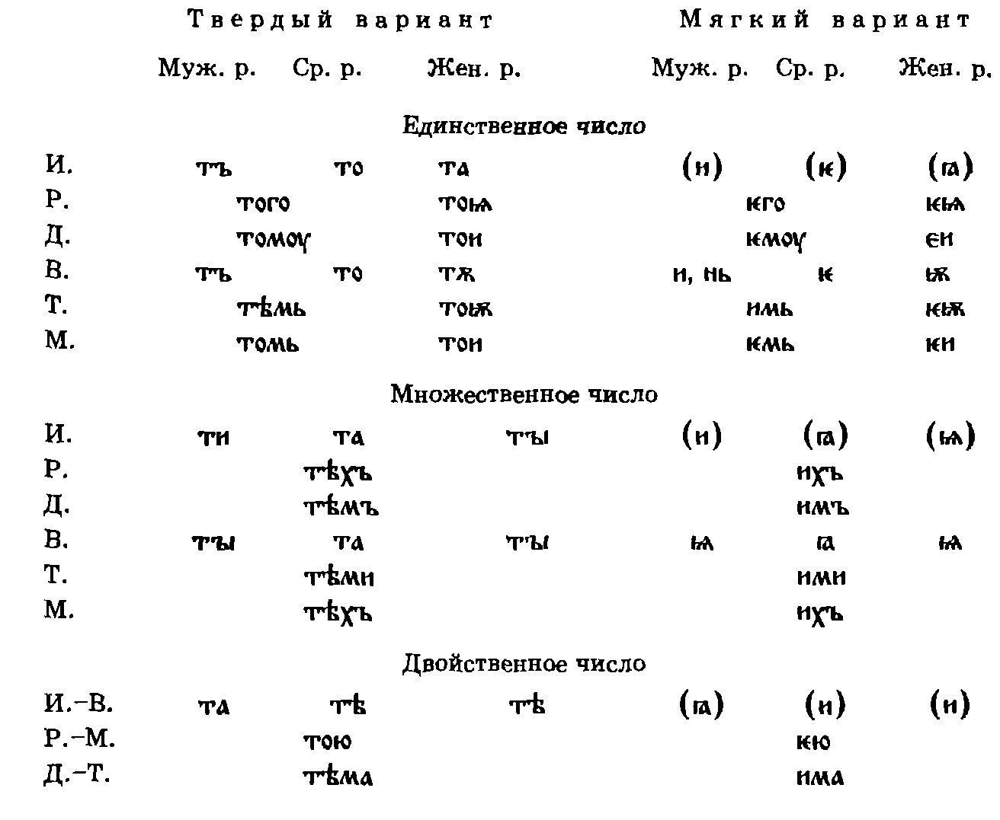 Твердый вариант Мягкий вариант
Муж. р. Ср. р. Жен. р. Муж. р. Ср. р. Жен. р.
Единственное число
И. тъ то та (и) (ѥ) (ꙗ)
Р. того тоѩ ѥго ѥѩ
Д. томоу тои ѥмоу еи
В. тъ то тѫ и, нь ѥ ѭ
Т. тѣмь тоѭ имь ѥѭ
М. томь тои ѥмь ѥи
Множественное число
И. ти та ты (и) (ꙗ) (ѩ)
Р. тѣхъ ихъ
Д. тѣмъ имъ
В. ты та ты ѩ ꙗ ѩ
Т. тѣми ими
М. тѣхъ ихъ
Двойственное число
И.-В. та тѣ тѣ (ꙗ) (и) (и)
Р.-М. тою ѥю
Д.-Т. тѣма има